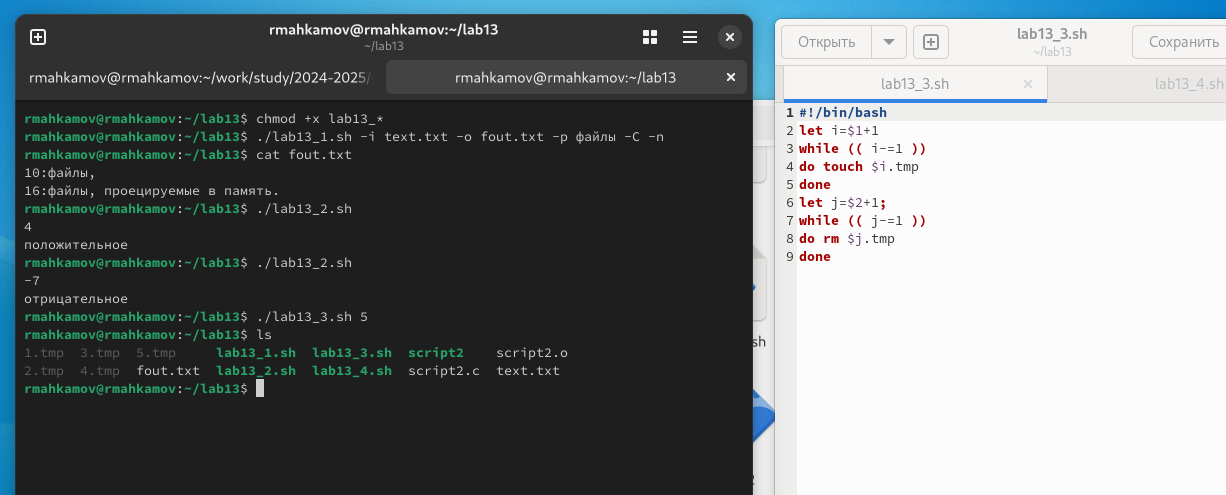 rmahkamov@rmahkamov:~/lab13
~/lab13
rmahkamov@rmahkamov:~/work/study/2024-2025/
rmahkamov@rmahkamov:~/lab13
rmahkamov@rmahkamov:~/lab13$ chmod +x lab13_*
rmahkamov@rmahkamov:~/lab13$ ./lab13_1.sh -i text.txt -o fout.txt -p файлы -C -n
rmahkamov@rmahkamov:~/lab13$ cat fout.txt
10:файлы,
16:файлы, проецируемые в память.
rmahkamov@rmahkamov:~/lab13$ ./lab13_2.sh
4
положительное
rmahkamov@rmahkamov:~/lab13$ ./lab13_2.sh
-7
отрицательное
rmahkamov@rmahkamov:~/lab13$ ./lab13_3.sh 5
rmahkamov@rmahkamov:~/lab13$ ls
1.tmp 3.tmp 5.tmp lab13_1.sh lab13_3.sh script2 script2.o
2.tmp 4.tmp fout.txt lab13_2.sh lab13_4.sh script2.c text.txt
rmahkamov@rmahkamov:~/lab13$
sh
Открыть
lab13_3.sh
~/lab13
Сохранить
lab13_3.sh
lab13_4.sh
1 #!/bin/bash
2 let i=$1+1
3 while (( i-=1 ))
4 do touch $i.tmp
5 done
6 let j=$2+1;
7 while (( j-=1 ))
8 do rm $j.tmp
9 done